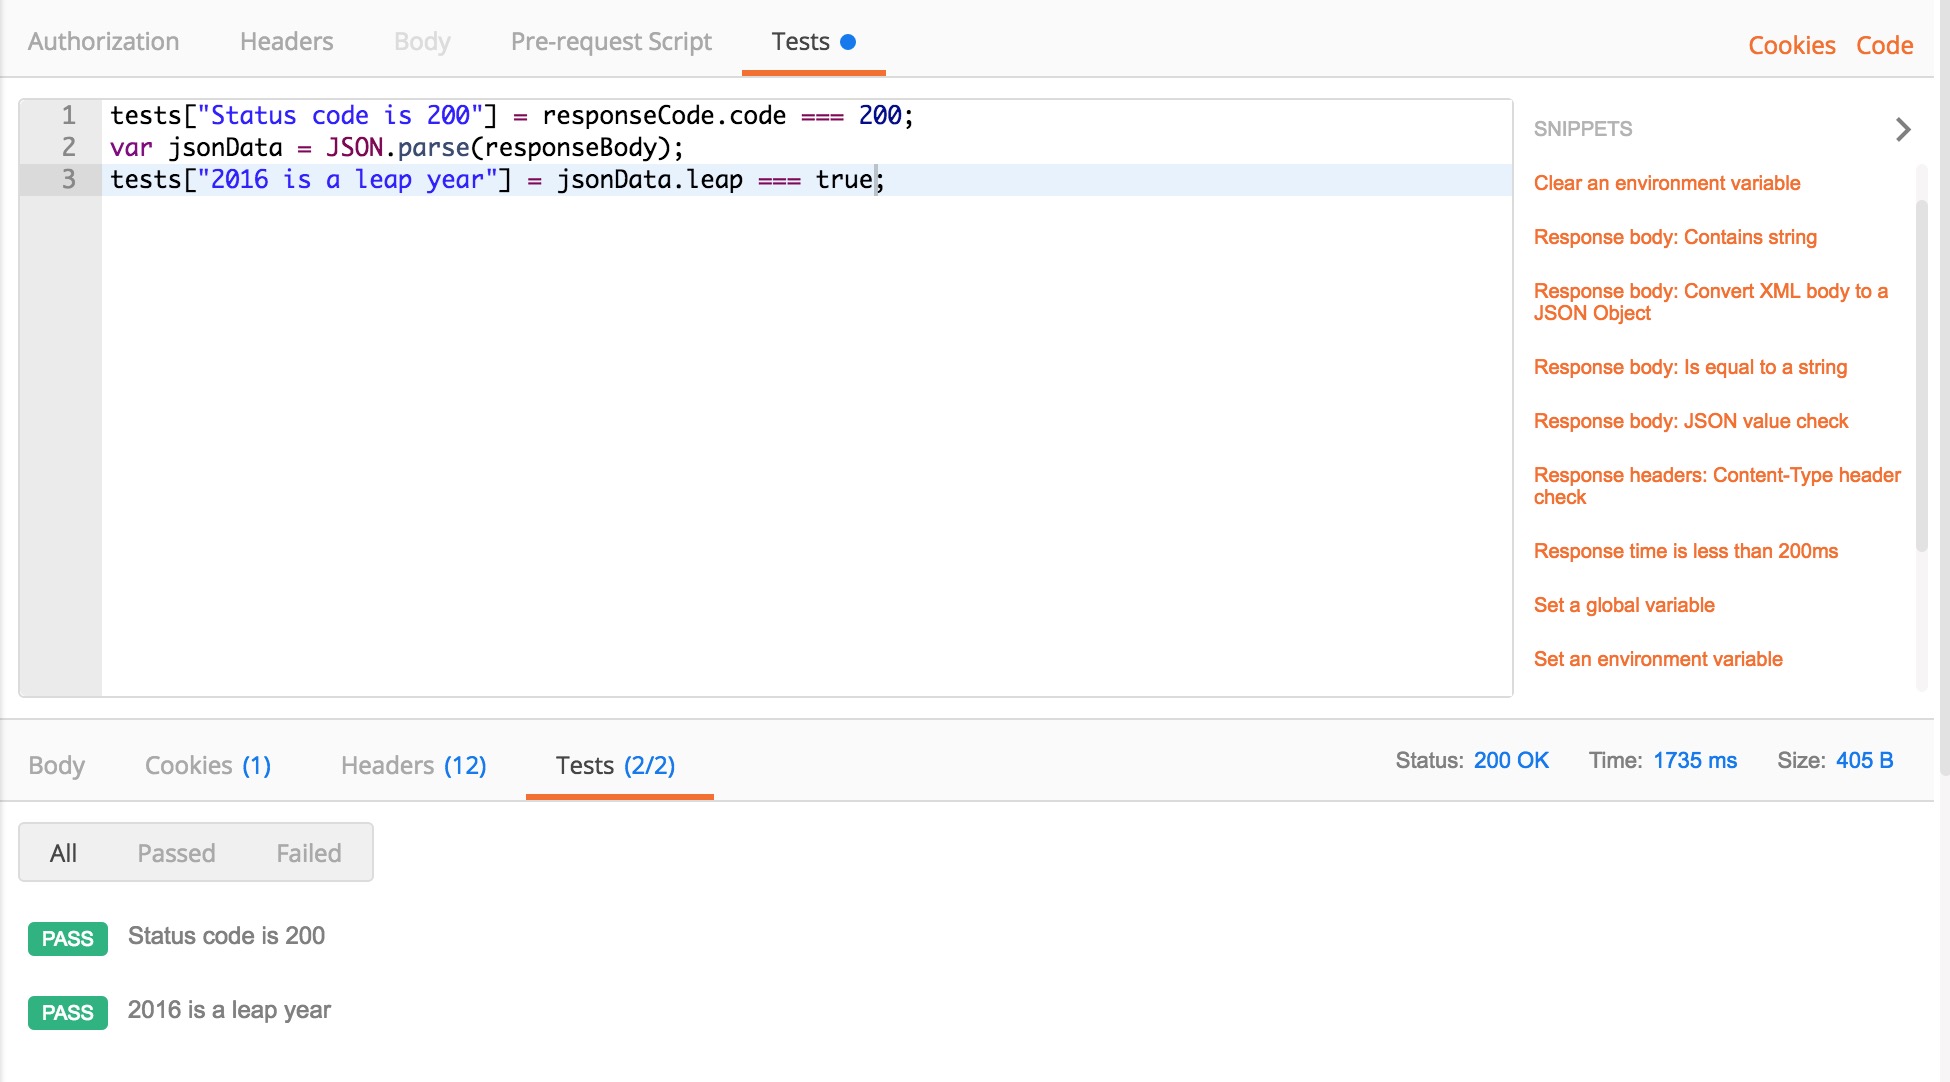 Authorization Headers Body Pre-request Script Tests Cookies Code
1 tests["Status code is 200"] = responseCode.code === 200;
2 var jsonData = JSON.parse(responseBody);
3 tests["2016 is a leap year"] = jsonData.leap === true;
SNIPPETS
Clear an environment variable
Response body: Contains string
Response body: Convert XML body to a
JSON Object
Response body: Is equal to a string
Response body: JSON value check
Response headers: Content-Type header
check
Response time is less than 200ms
Set a global variable
Set an environment variable
Body Cookies (1) Headers (12) Tests (2/2) Status: 200 OK Time: 1735 ms Size: 405 B
All Passed Failed
PASS Status code is 200
PASS 2016 is a leap year